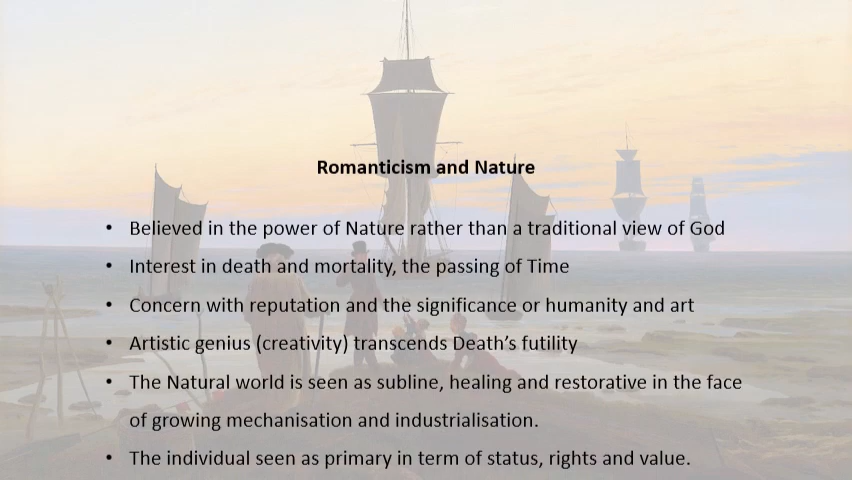 Romanticism and Nature
• Believed in the power of Nature rather than a traditional view of God
• Interest in death and mortality, the passing of Time
• Concern with reputation and the significance or humanity and art
• Artistic genius (creativity) transcends Death’s futility
• The Natural world is seen as subline, healing and restorative in the face
of growing mechanisation and industrialisation.
• The individual seen as primary in term of status, rights and value.